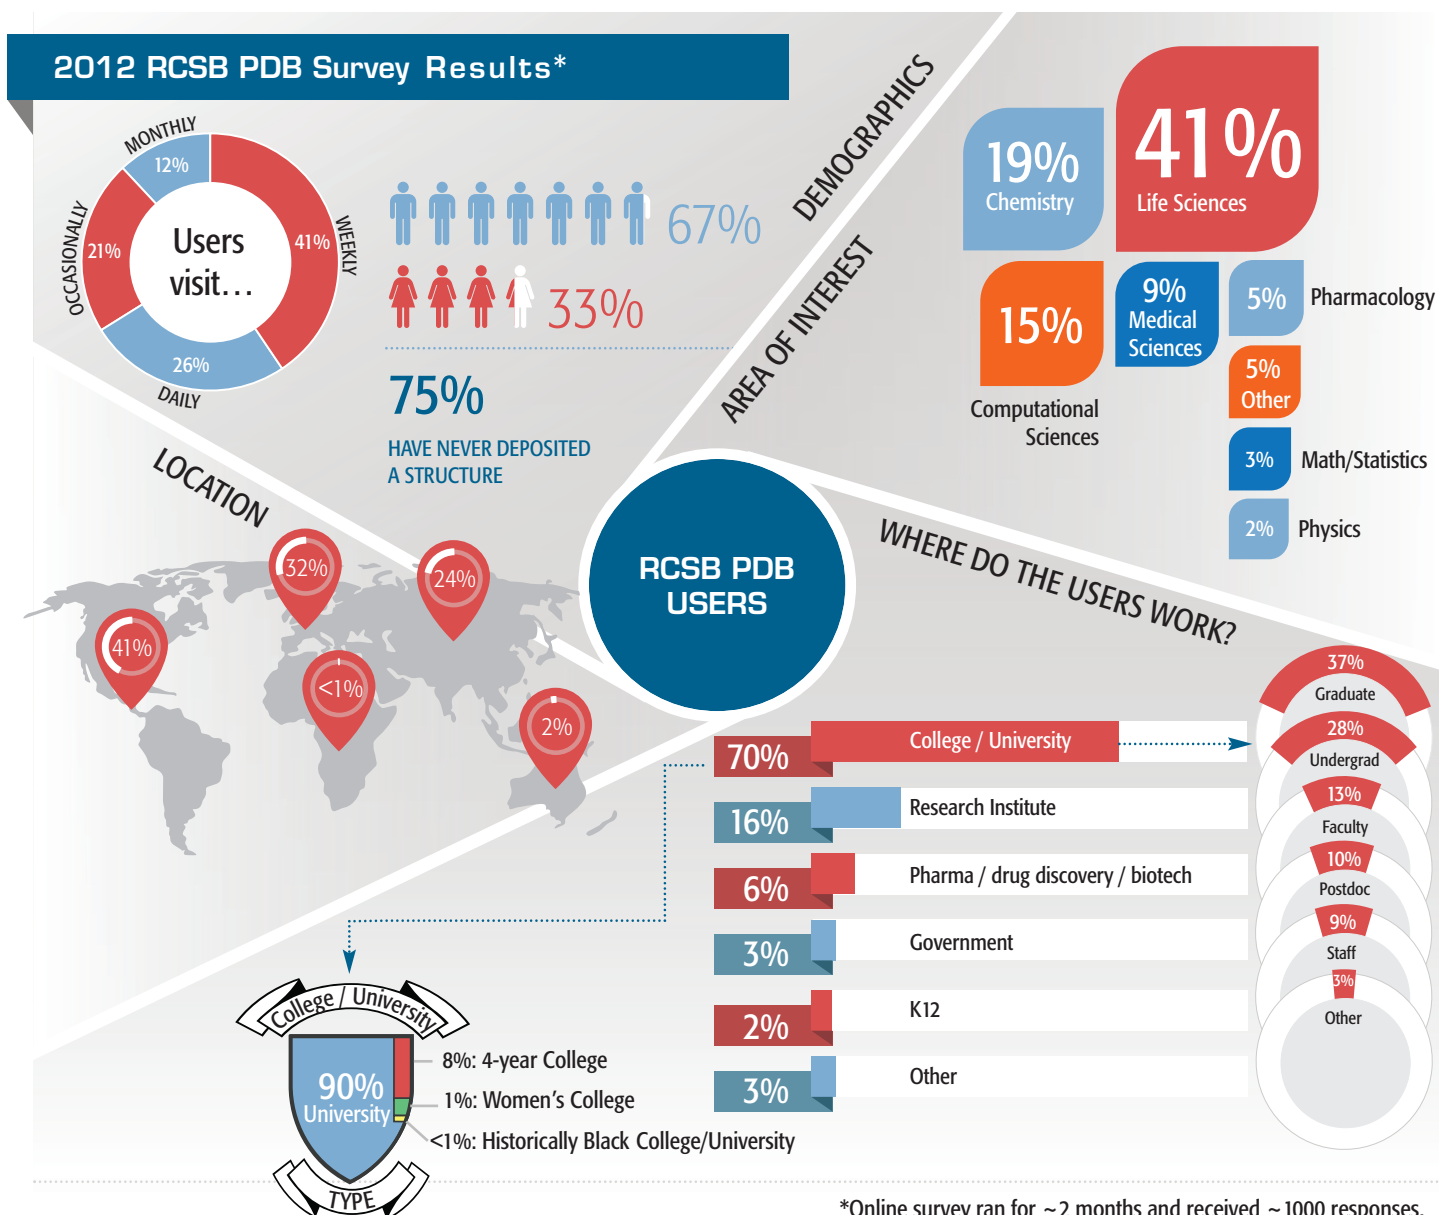 2012 RCSB PDB Survey Results*
MONTHLY
12%
OCCASIONALLY
21%
Users
visit...
41%
WEEKLY
26%
DAILY
67%
33%
75%
HAVE NEVER DEPOSITED
A STRUCTURE
DEMOGRAPHICS
AREA OF INTEREST
19%
Chemistry
41%
Life Sciences
15%
Computational
Sciences
9%
Medical
Sciences
5%
Pharmacology
5%
Other
3%
Math/Statistics
2%
Physics
LOCATION
41%
32%
24%
<1%
2%
RCSB PDB
USERS
WHERE DO THE USERS WORK?
70%
College / University
16%
Research Institute
6%
Pharma / drug discovery / biotech
3%
Government
2%
K12
3%
Other
37%
Graduate
28%
Undergrad
13%
Faculty
10%
Postdoc
9%
Staff
3%
Other
College / University
90%
University
8%: 4-year College
1%: Women's College
<1%: Historically Black College/University
TYPE
*Online survey ran for ~2 months and received ~1000 responses.